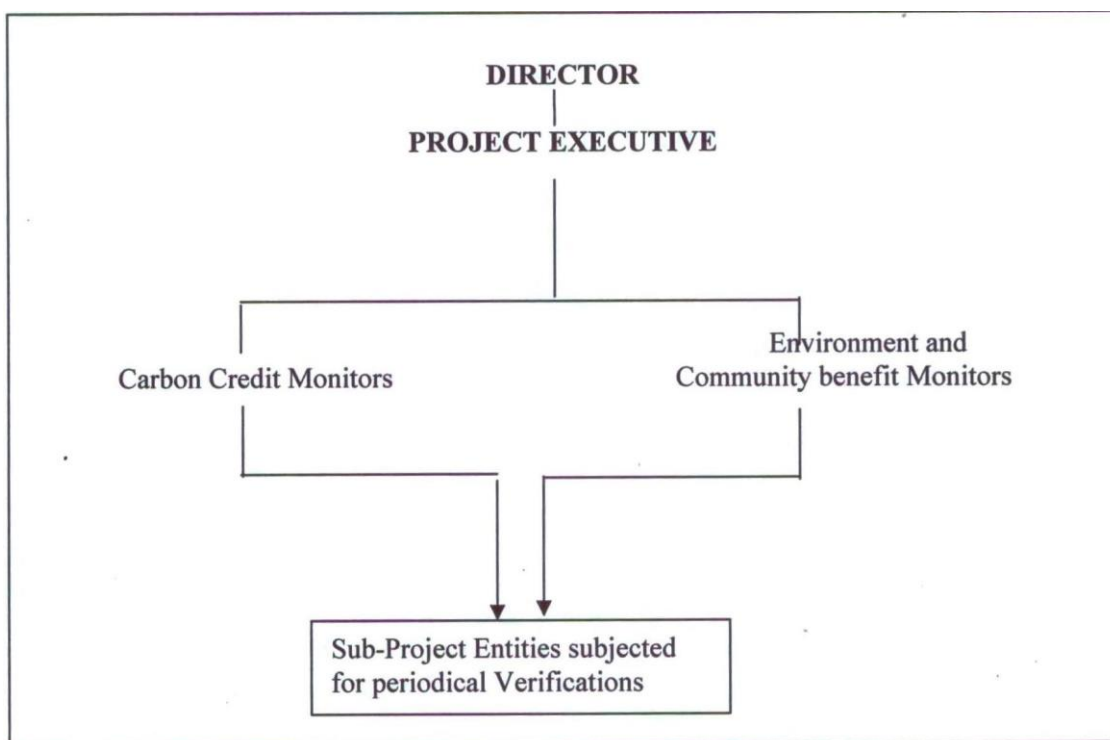 DIRECTOR
PROJECT EXECUTIVE
Carbon Credit Monitors
Environment and
Community benefit Monitors
Sub-Project Entities subjected
for periodical Verifications